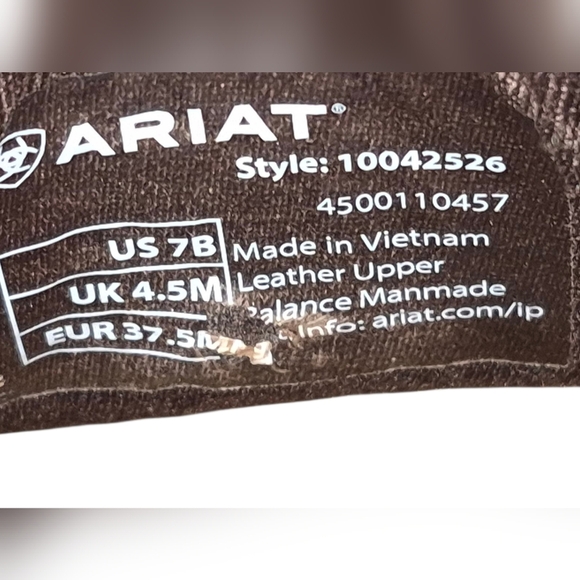 ARIAT®
Style: 10042526
4500110457
US 7B
UK 4.5M
EUR 37.5M
Made in Vietnam
Leather Upper
Balance Manmade
Info: ariat.com/ip